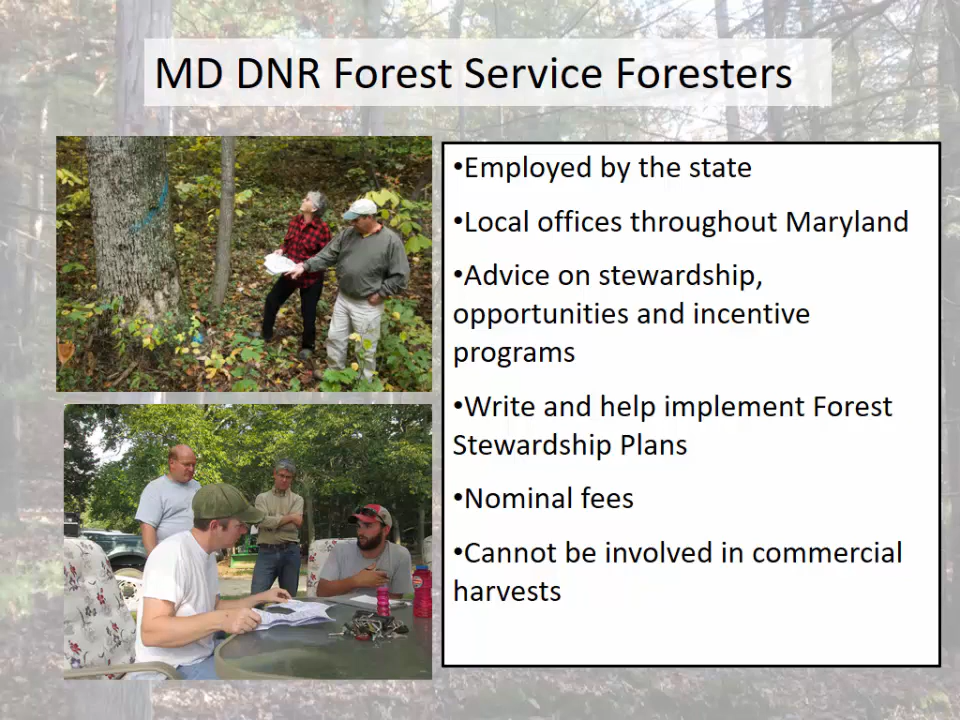 MD DNR Forest Service Foresters
•Employed by the state
•Local offices throughout Maryland
•Advice on stewardship,
opportunities and incentive
programs
•Write and help implement Forest
Stewardship Plans
•Nominal fees
•Cannot be involved in commercial
harvests